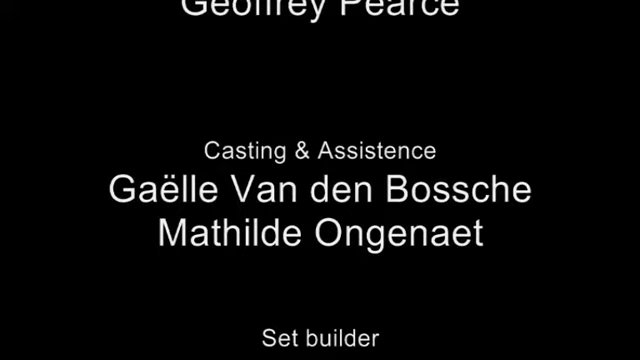 Geoffrey Pearce
Casting & Assistence
Gaëlle Van den Bossche
Mathilde Ongenaet
Set builder